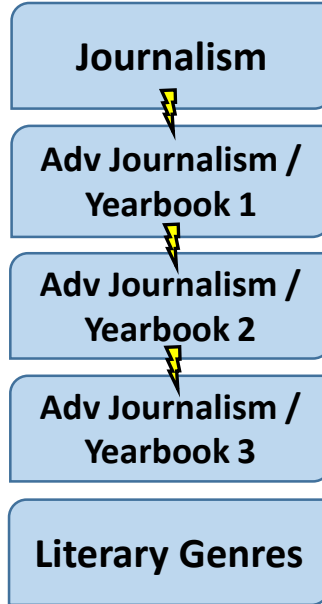 Journalism
Adv Journalism /
Yearbook 1
Adv Journalism /
Yearbook 2
Adv Journalism /
Yearbook 3
Literary Genres